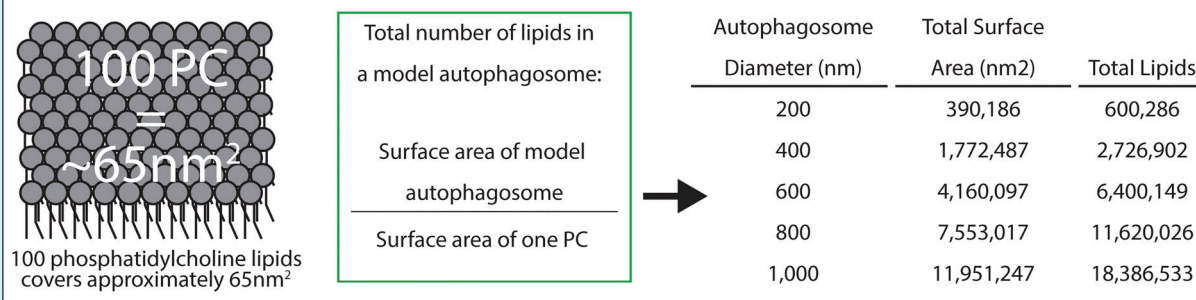 100 PC
=
~65nm²
100 phosphatidylcholine lipids
covers approximately 65nm²
Total number of lipids in
a model autophagosome:
Surface area of model
autophagosome
Surface area of one PC
Autophagosome Total Surface
Diameter (nm) Area (nm2) Total Lipids
200 390,186 600,286
400 1,772,487 2,726,902
600 4,160,097 6,400,149
800 7,553,017 11,620,026
1,000 11,951,247 18,386,533